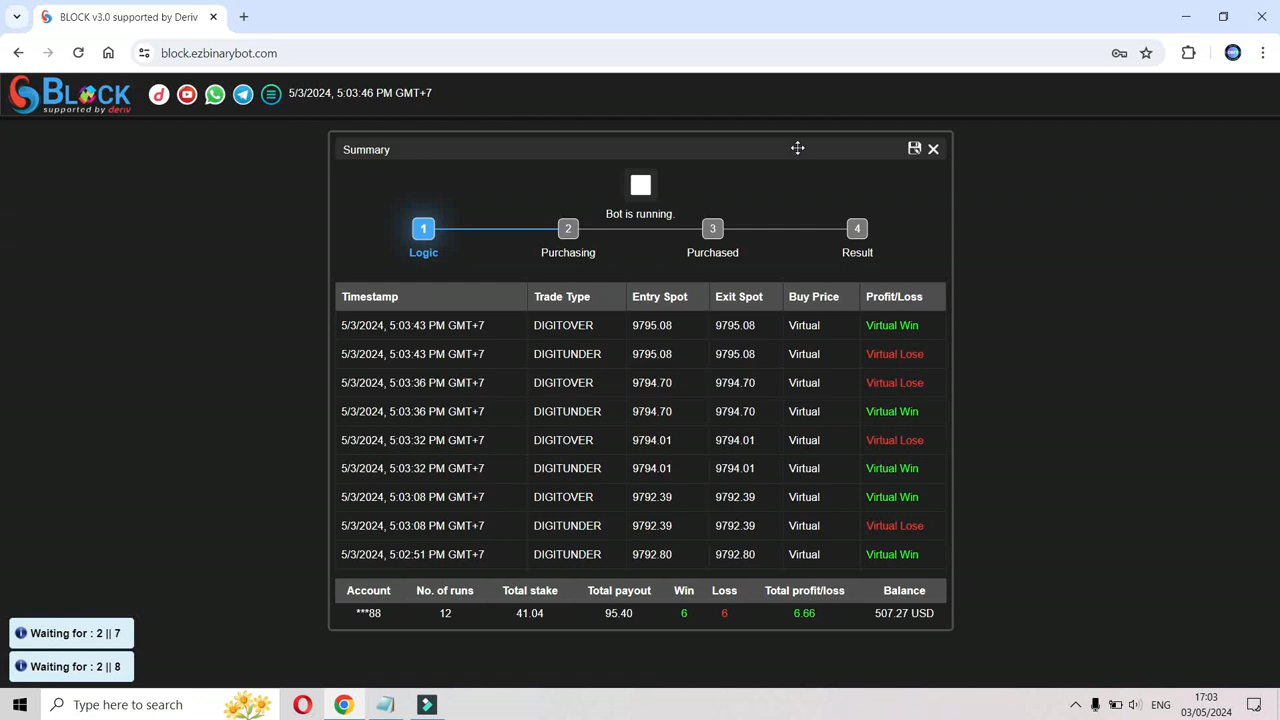 BLOCK v3.0 supported by Deriv
block.ezbinarybot.com
BLOCK
supported by deriv
5/3/2024, 5:03:46 PM GMT+7
Summary
Bot is running.
1 2 3 4
Logic Purchasing Purchased Result
Timestamp Trade Type Entry Spot Exit Spot Buy Price Profit/Loss
5/3/2024, 5:03:43 PM GMT+7 DIGITOVER 9795.08 9795.08 Virtual Virtual Win
5/3/2024, 5:03:43 PM GMT+7 DIGITUNDER 9795.08 9795.08 Virtual Virtual Lose
5/3/2024, 5:03:36 PM GMT+7 DIGITOVER 9794.70 9794.70 Virtual Virtual Lose
5/3/2024, 5:03:36 PM GMT+7 DIGITUNDER 9794.70 9794.70 Virtual Virtual Win
5/3/2024, 5:03:32 PM GMT+7 DIGITOVER 9794.01 9794.01 Virtual Virtual Lose
5/3/2024, 5:03:32 PM GMT+7 DIGITUNDER 9794.01 9794.01 Virtual Virtual Win
5/3/2024, 5:03:08 PM GMT+7 DIGITOVER 9792.39 9792.39 Virtual Virtual Win
5/3/2024, 5:03:08 PM GMT+7 DIGITUNDER 9792.39 9792.39 Virtual Virtual Lose
5/3/2024, 5:02:51 PM GMT+7 DIGITUNDER 9792.80 9792.80 Virtual Virtual Win
Account No. of runs Total stake Total payout Win Loss Total profit/loss Balance
***88 12 41.04 95.40 6 6 6.66 507.27 USD
Waiting for : 2 || 7
Waiting for : 2 || 8
Type here to search
ENG
17:03
03/05/2024